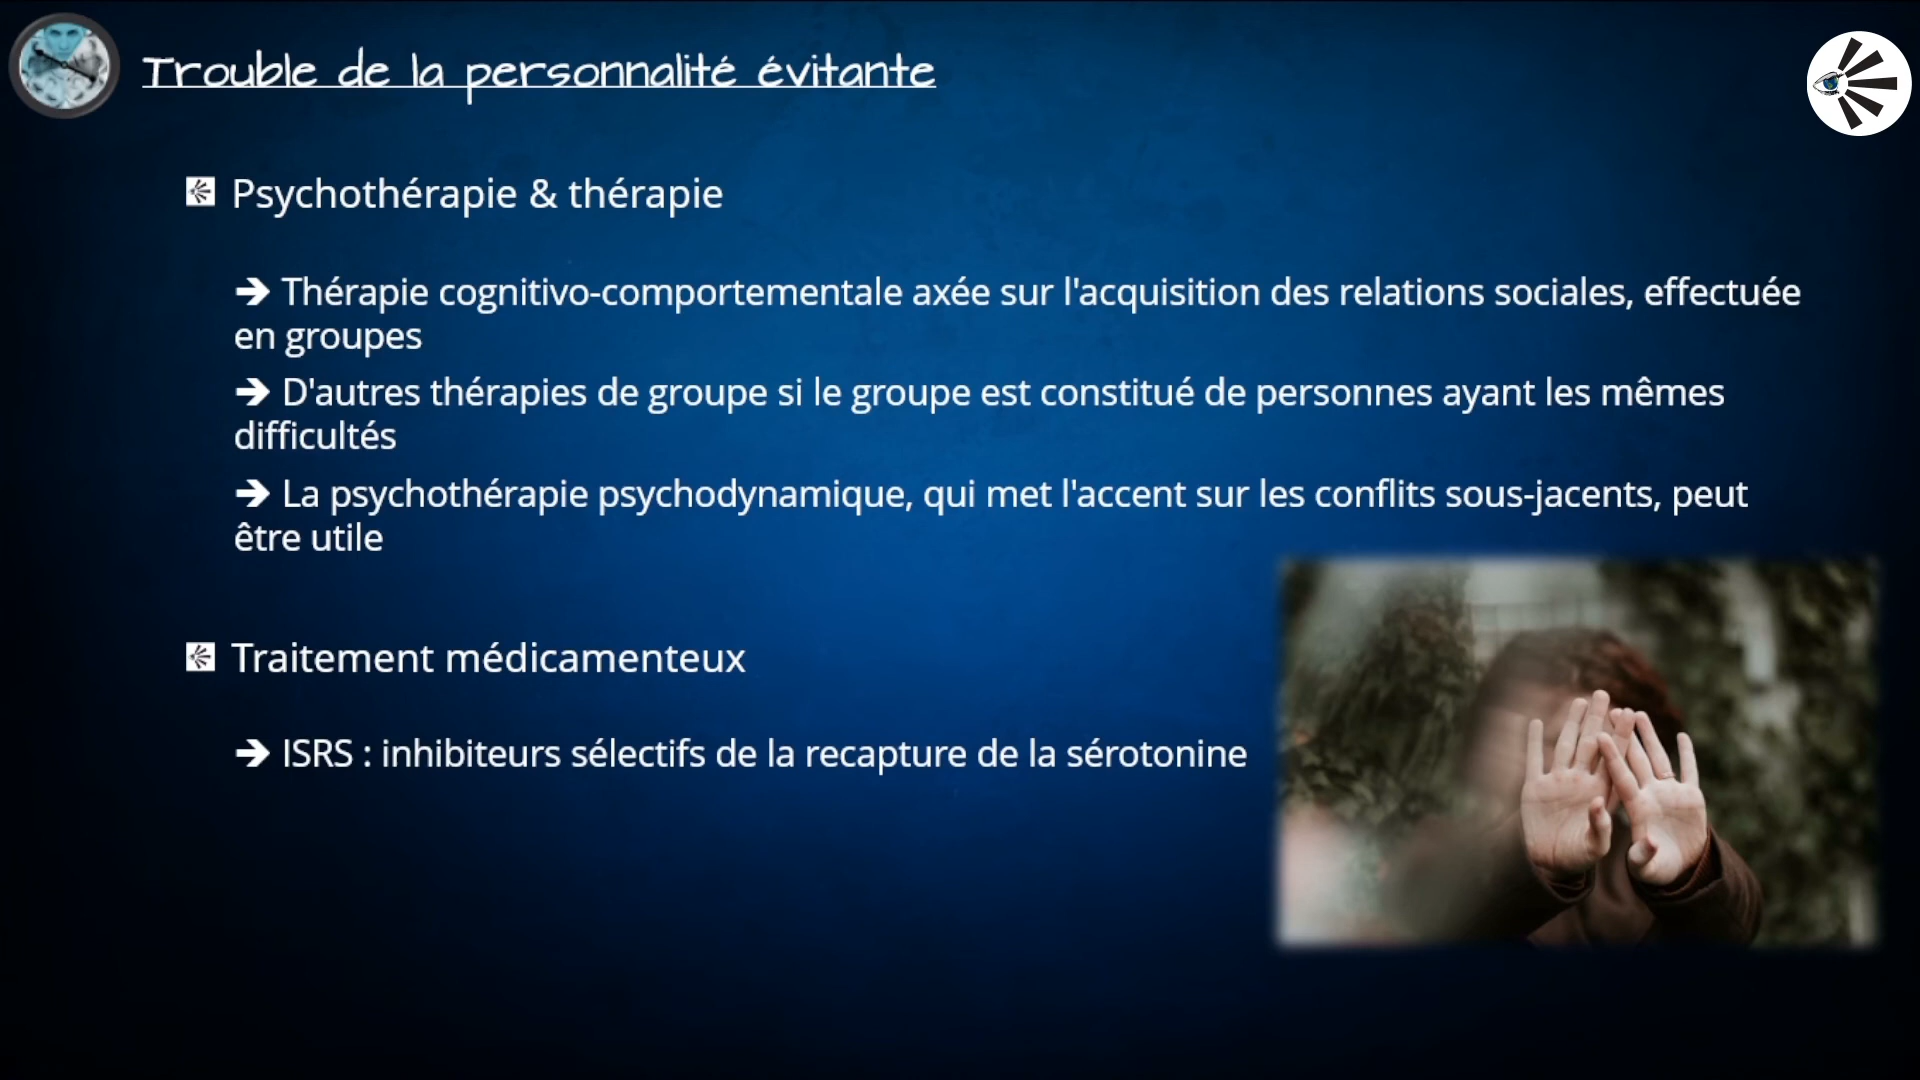 Trouble de la personnalité évitante
Psychothérapie & thérapie
➔ Thérapie cognitivo-comportementale axée sur l'acquisition des relations sociales, effectuée
en groupes
➔ D'autres thérapies de groupe si le groupe est constitué de personnes ayant les mêmes
difficultés
➔ La psychothérapie psychodynamique, qui met l'accent sur les conflits sous-jacents, peut
être utile
Traitement médicamenteux
➔ ISRS : inhibiteurs sélectifs de la recapture de la sérotonine